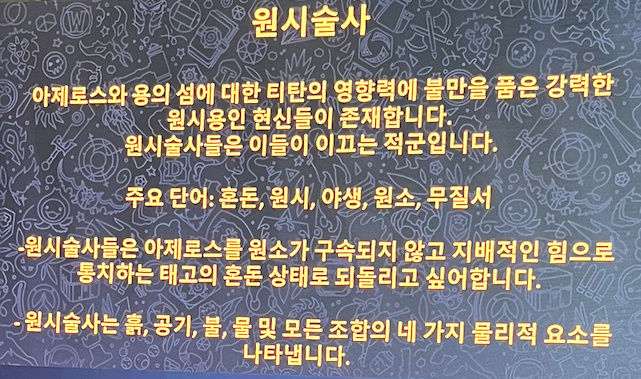 원시술사
아제로스와 용의 섬에 대한 티탄의 영향력에 불만을 품은 강력한
원시용인 현신들이 존재합니다.
원시술사들은 이들이 이끄는 적군입니다.
주요 단어: 혼돈, 원시, 야생, 원소, 무질서
-원시술사들은 아제로스를 원소가 구속되지 않고 지배적인 힘으로
통치하는 태고의 혼돈 상태로 되돌리고 싶어합니다.
- 원시술사는 흙, 공기, 불, 물 및 모든 조합의 네 가지 물리적 요소를
나타냅니다.